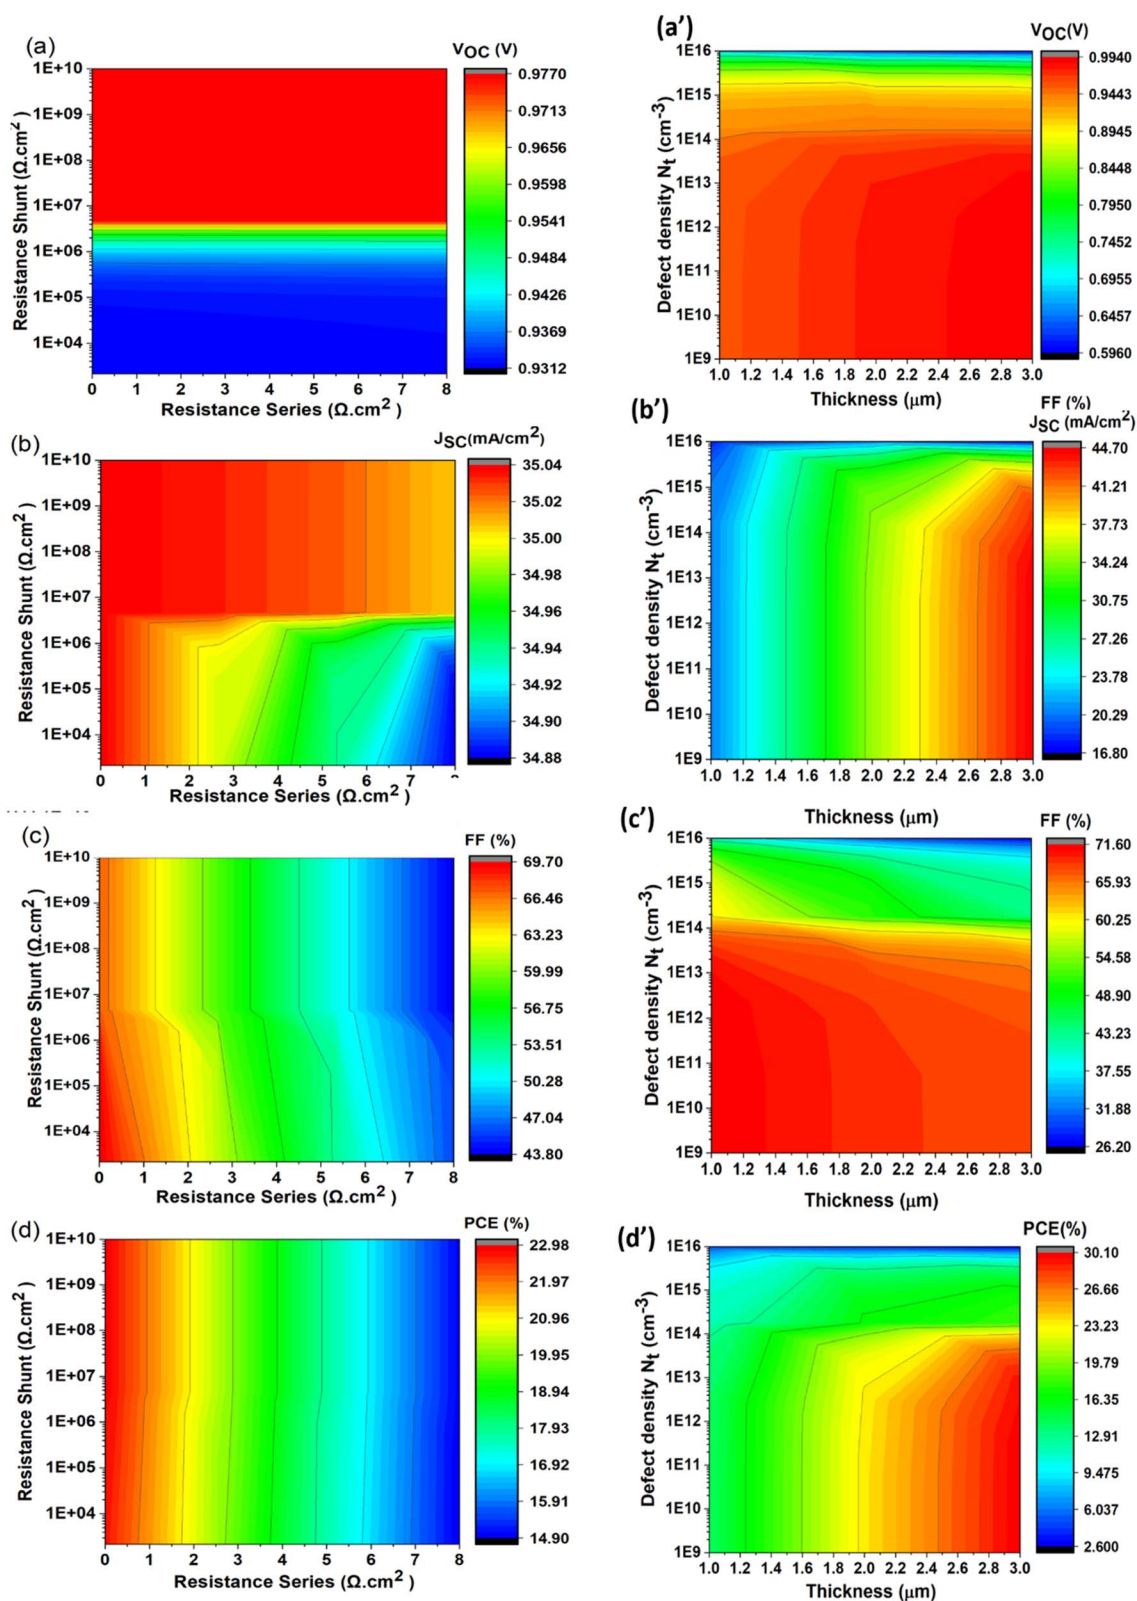 (a)
V_OC (V)
1E+10
1E+09
1E+08
1E+07
1E+06
1E+05
1E+04
Resistance Shunt (Ω.cm²)
0 1 2 3 4 5 6 7 8
Resistance Series (Ω.cm²)
0.9770
0.9713
0.9656
0.9598
0.9541
0.9484
0.9426
0.9369
0.9312
(a')
V_OC(V)
1E16
1E15
1E14
1E13
1E12
1E11
1E10
1E9
Defect density N_t (cm⁻³)
1.0 1.2 1.4 1.6 1.8 2.0 2.2 2.4 2.6 2.8 3.0
Thickness (μm)
0.9940
0.9443
0.8945
0.8448
0.7950
0.7452
0.6955
0.6457
0.5960
(b)
J_SC(mA/cm²)
1E+10
1E+09
1E+08
1E+07
1E+06
1E+05
1E+04
Resistance Shunt (Ω.cm²)
0 1 2 3 4 5 6 7
Resistance Series (Ω.cm²)
35.04
35.02
35.00
34.98
34.96
34.94
34.92
34.90
34.88
(b')
FF (%)
J_SC (mA/cm²)
1E16
1E15
1E14
1E13
1E12
1E11
1E10
1E9
Defect density N_t (cm⁻³)
1.0 1.2 1.4 1.6 1.8 2.0 2.2 2.4 2.6 2.8 3.0
Thickness (μm)
44.70
41.21
37.73
34.24
30.75
27.26
23.78
20.29
16.80
(c)
FF (%)
1E+10
1E+09
1E+08
1E+07
1E+06
1E+05
1E+04
Resistance Shunt (Ω.cm²)
0 1 2 3 4 5 6 7 8
Resistance Series (Ω.cm²)
69.70
66.46
63.23
59.99
56.75
53.51
50.28
47.04
43.80
(c')
FF (%)
1E16
1E15
1E14
1E13
1E12
1E11
1E10
1E9
Defect density N_t (cm⁻³)
1.0 1.2 1.4 1.6 1.8 2.0 2.2 2.4 2.6 2.8 3.0
Thickness (μm)
71.60
65.93
60.25
54.58
48.90
43.23
37.55
31.88
26.20
(d)
PCE (%)
1E+10
1E+09
1E+08
1E+07
1E+06
1E+05
1E+04
Resistance Shunt (Ω.cm²)
0 1 2 3 4 5 6 7 8
Resistance Series (Ω.cm²)
22.98
21.97
20.96
19.95
18.94
17.93
16.92
15.91
14.90
(d')
PCE(%)
1E16
1E15
1E14
1E13
1E12
1E11
1E10
1E9
Defect density N_t (cm⁻³)
1.0 1.2 1.4 1.6 1.8 2.0 2.2 2.4 2.6 2.8 3.0
Thickness (μm)
30.10
26.66
23.23
19.79
16.35
12.91
9.475
6.037
2.600